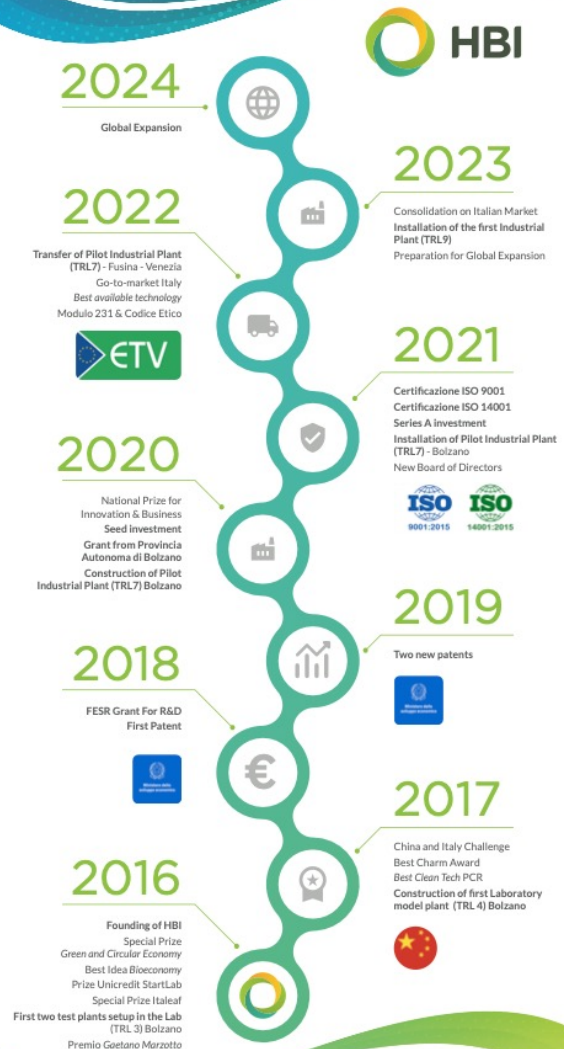 HBI
2024
Global Expansion
2023
Consolidation on Italian Market
Installation of the first Industrial
Plant (TRL9)
Preparation for Global Expansion
2022
Transfer of Pilot Industrial Plant
(TRL7) - Fusina - Venezia
Go-to-market Italy
Best available technology
Modulo 231 & Codice Etico
ETV
2021
Certificazione ISO 9001
Certificazione ISO 14001
Series A investment
Installation of Pilot Industrial Plant
(TRL7) - Bolzano
New Board of Directors
ISO
9001:2015
ISO
14001:2015
2020
National Prize for
Innovation & Business
Seed investment
Grant from Provincia
Autonoma di Bolzano
Construction of Pilot
Industrial Plant (TRL7) Bolzano
2019
Two new patents
Ministero dello
sviluppo economico
2018
FESR Grant For R&D
First Patent
Ministero dello
sviluppo economico
€
2017
China and Italy Challenge
Best Charm Award
Best Clean Tech PCR
Construction of first Laboratory
model plant (TRL 4) Bolzano
2016
Founding of HBI
Special Prize
Green and Circular Economy
Best Idea Bioeconomy
Prize Unicredit StartLab
Special Prize Italeaf
First two test plants setup in the Lab
(TRL 3) Bolzano
Premio Gaetano Marzotto